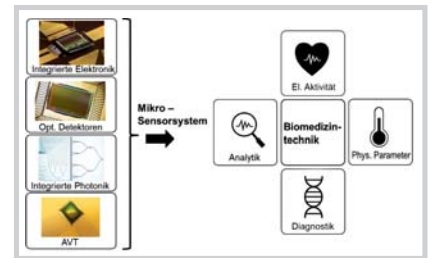 Integrierte Elektronik
Opt. Detektoren
Integrierte Photonik
AVT
Mikro –
Sensorsystem
El. Aktivität
Analytik
Biomedizin-
technik
Phys. Parameter
Diagnostik